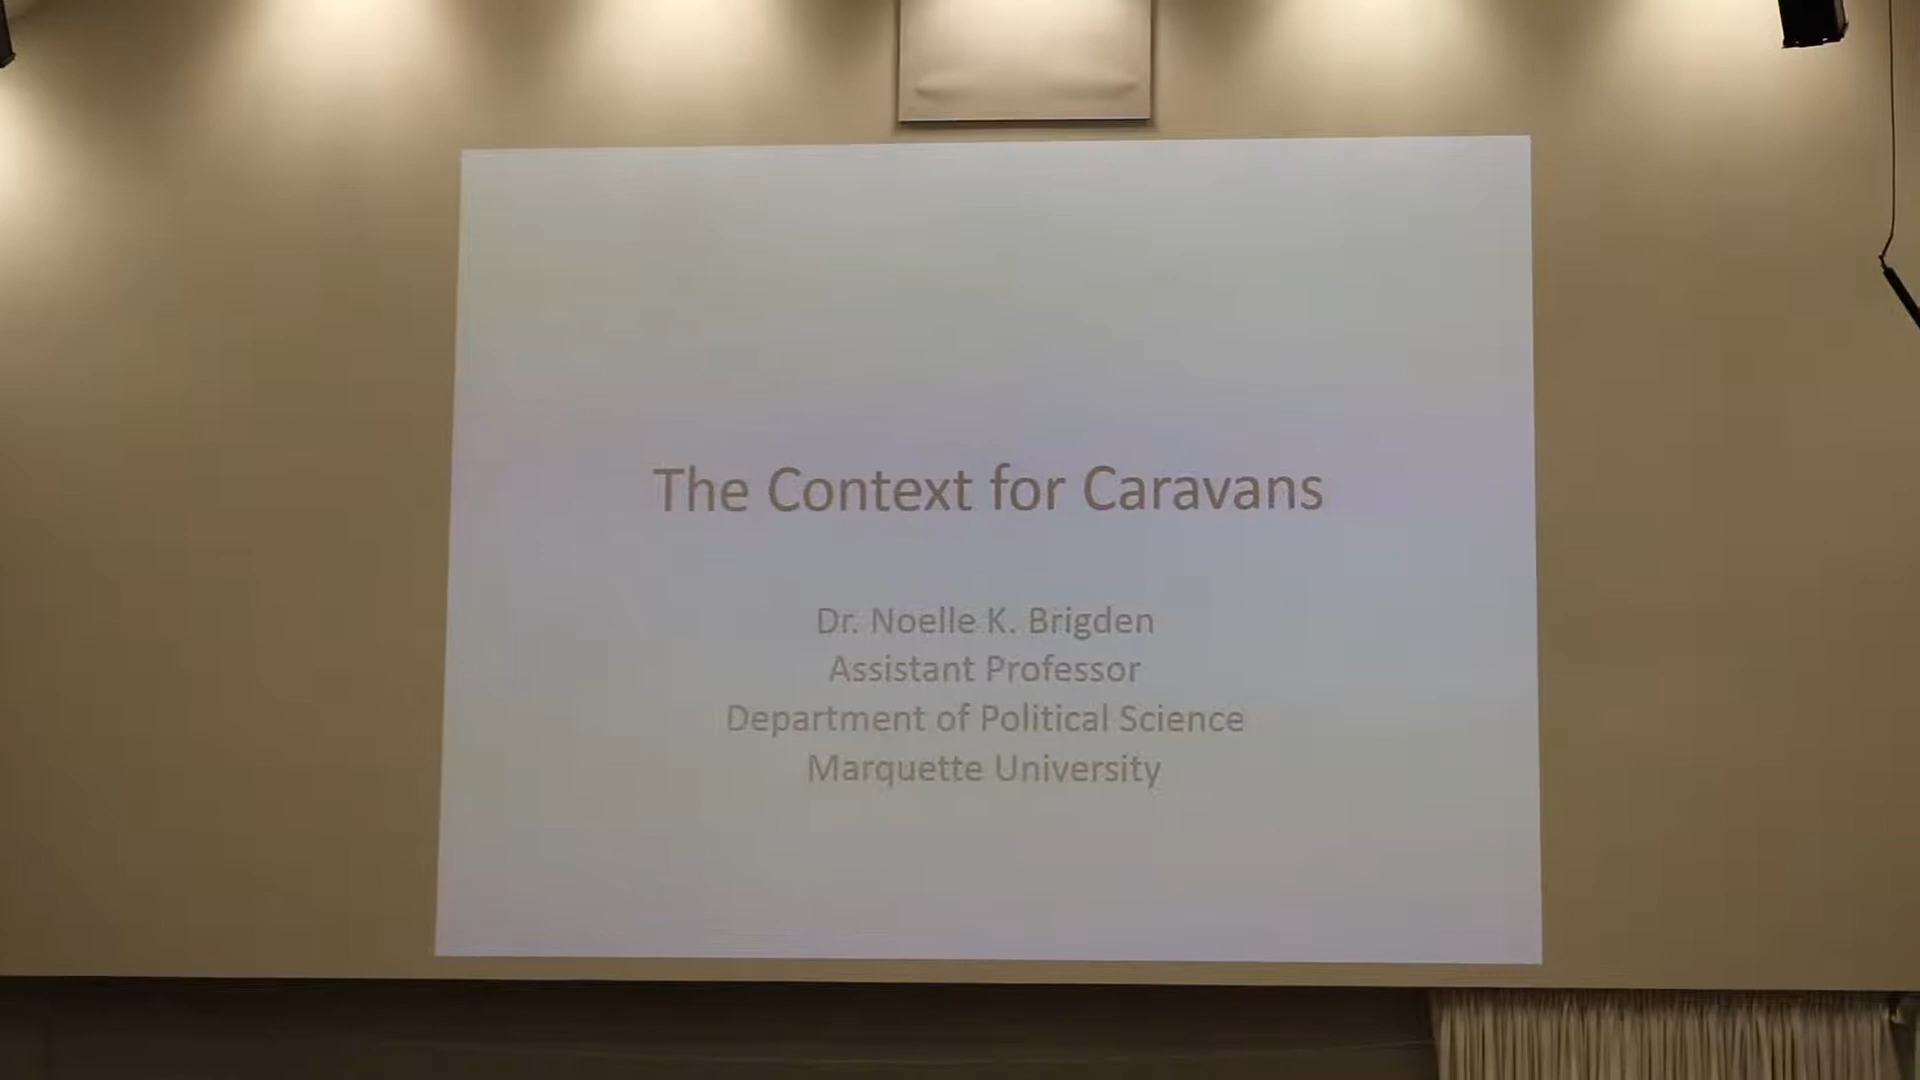 The Context for Caravans
Dr. Noelle K. Brigden
Assistant Professor
Department of Political Science
Marquette University